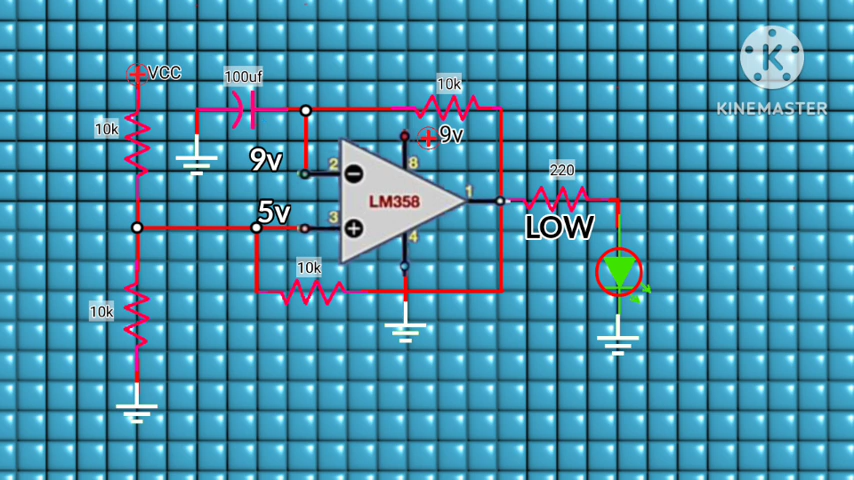 VCC
100uf
10k
KINEMASTER
10k
9v
9v
2
8
LM358
1
220
5v
3
LOW
4
10k
10k